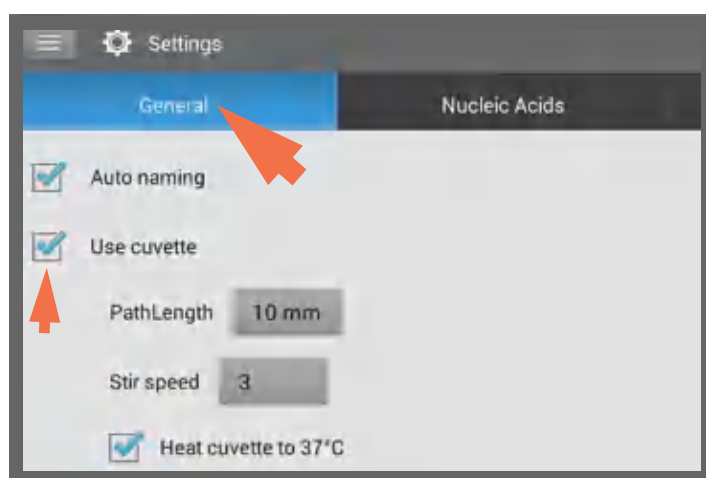 Settings
General Nucleic Acids
Auto naming
Use cuvette
PathLength 10 mm
Stir speed 3
Heat cuvette to 37°C